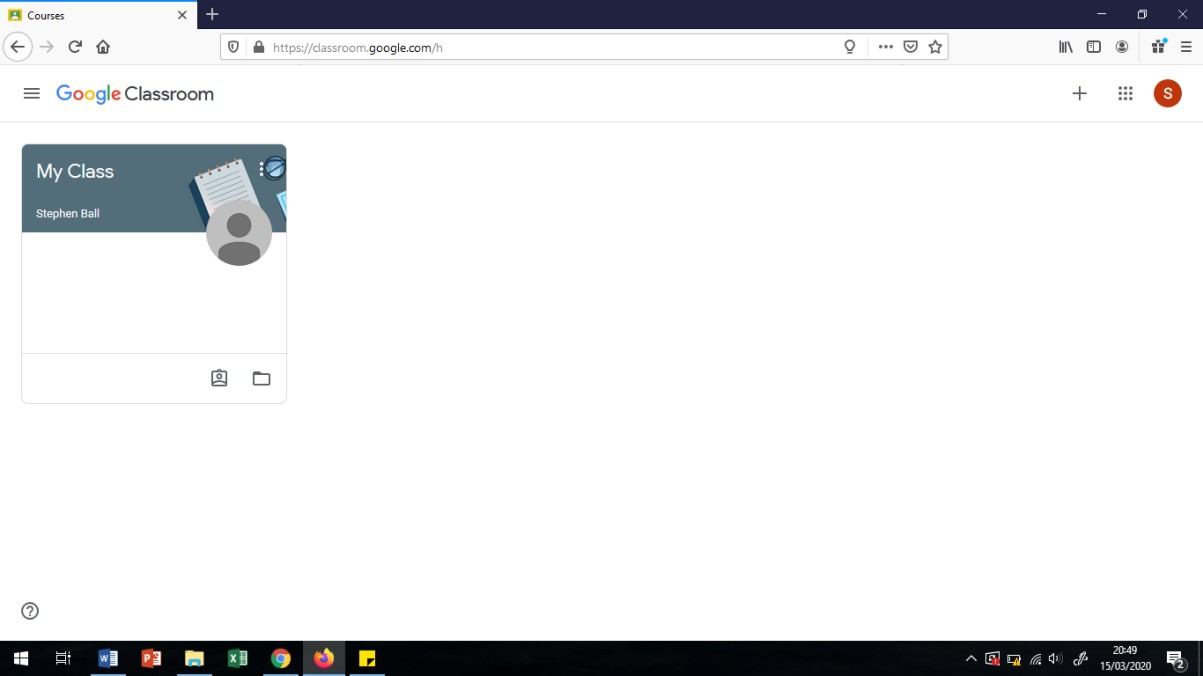 Courses
https://classroom.google.com/h
Google Classroom
S
My Class
Stephen Ball
20:49
15/03/2020
2